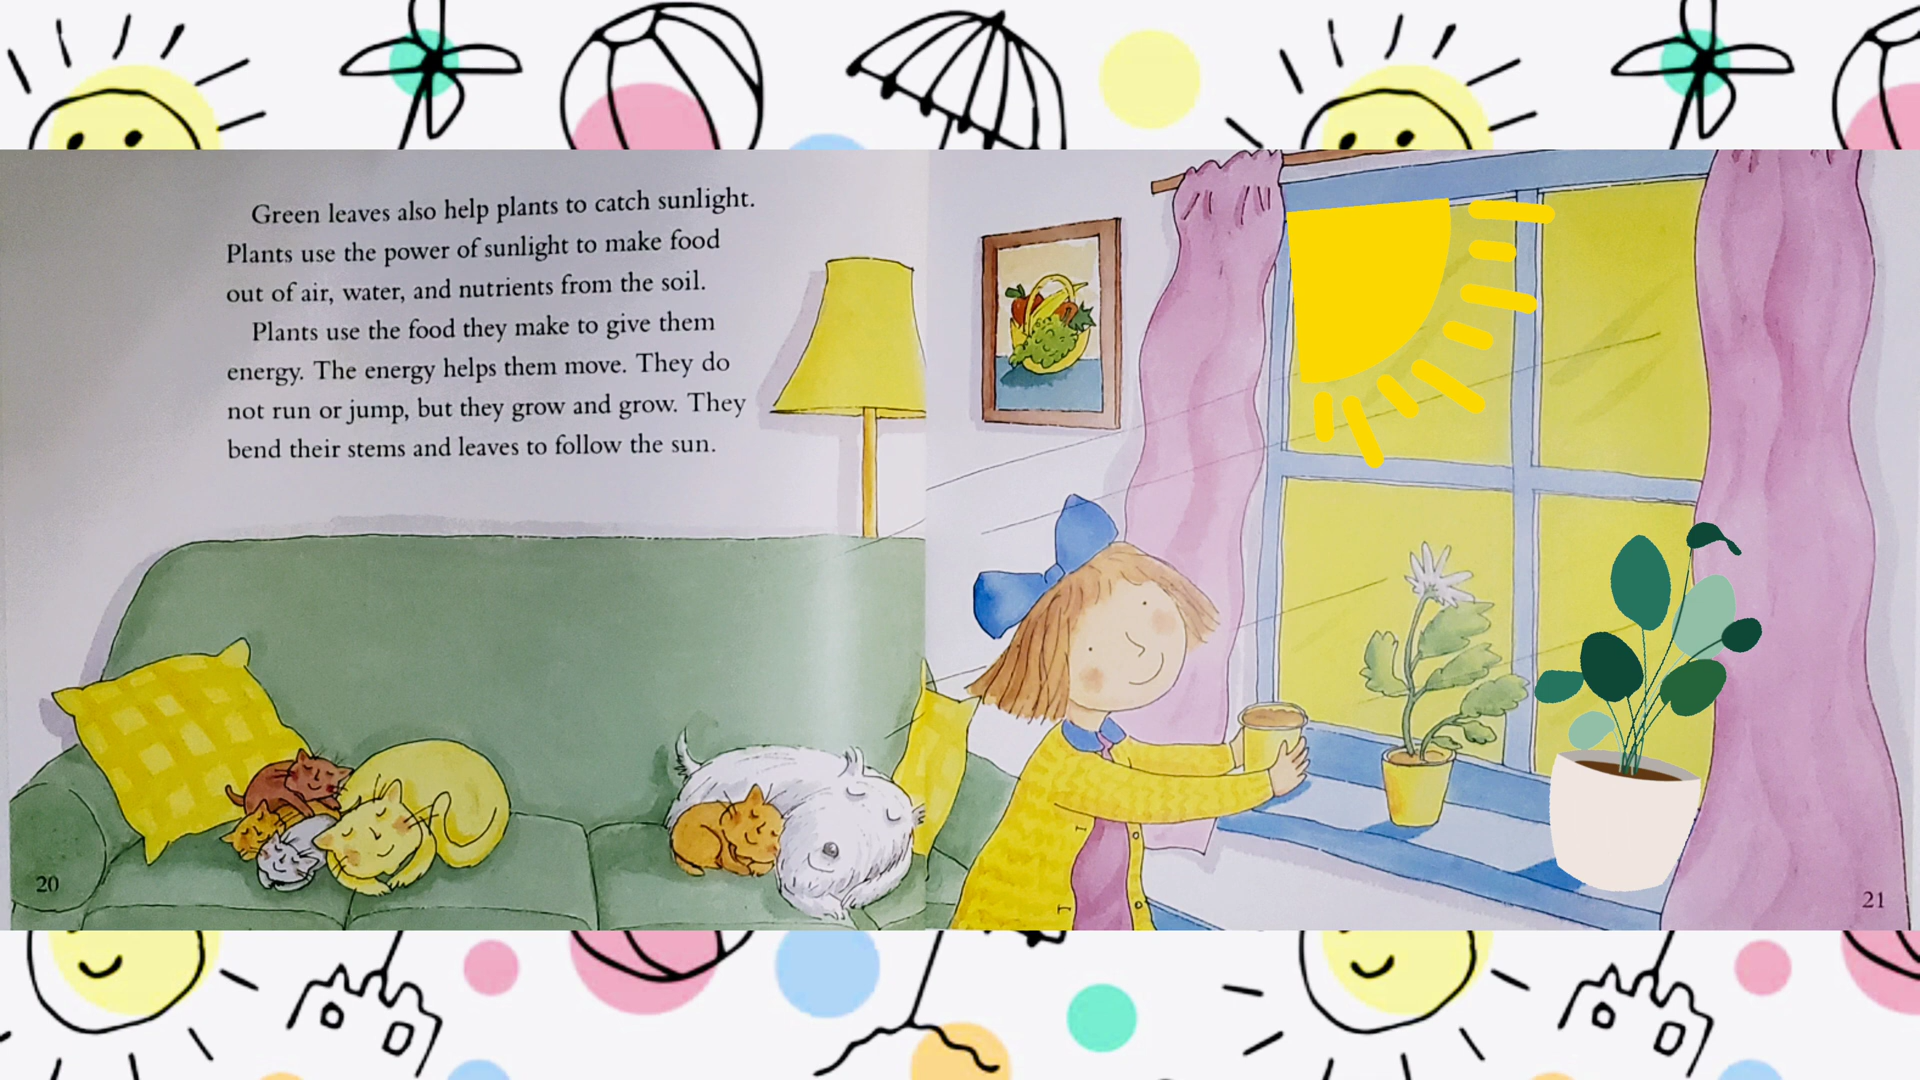 Green leaves also help plants to catch sunlight.
Plants use the power of sunlight to make food
out of air, water, and nutrients from the soil.
Plants use the food they make to give them
energy. The energy helps them move. They do
not run or jump, but they grow and grow. They
bend their stems and leaves to follow the sun.
20
21